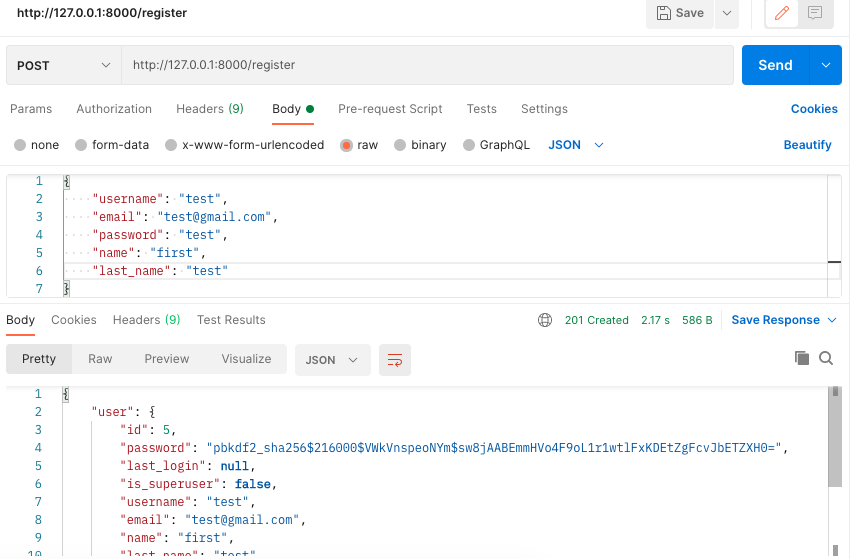 http://127.0.0.1:8000/register
Save
POST http://127.0.0.1:8000/register Send
Params Authorization Headers (9) Body Pre-request Script Tests Settings Cookies
none form-data x-www-form-urlencoded raw binary GraphQL JSON Beautify
1 {
2 "username": "test",
3 "email": "test@gmail.com",
4 "password": "test",
5 "name": "first",
6 "last_name": "test"
7 }
Body Cookies Headers (9) Test Results 201 Created 2.17 s 586 B Save Response
Pretty Raw Preview Visualize JSON
1 {
2 "user": {
3 "id": 5,
4 "password": "pbkdf2_sha256$216000$VWkVnspeoNYm$sw8jAABEmmHVo4F9oL1r1wtlFxKDEtZgFcvJbETZXH0=",
5 "last_login": null,
6 "is_superuser": false,
7 "username": "test",
8 "email": "test@gmail.com",
9 "name": "first",
10 "last_name": "test"